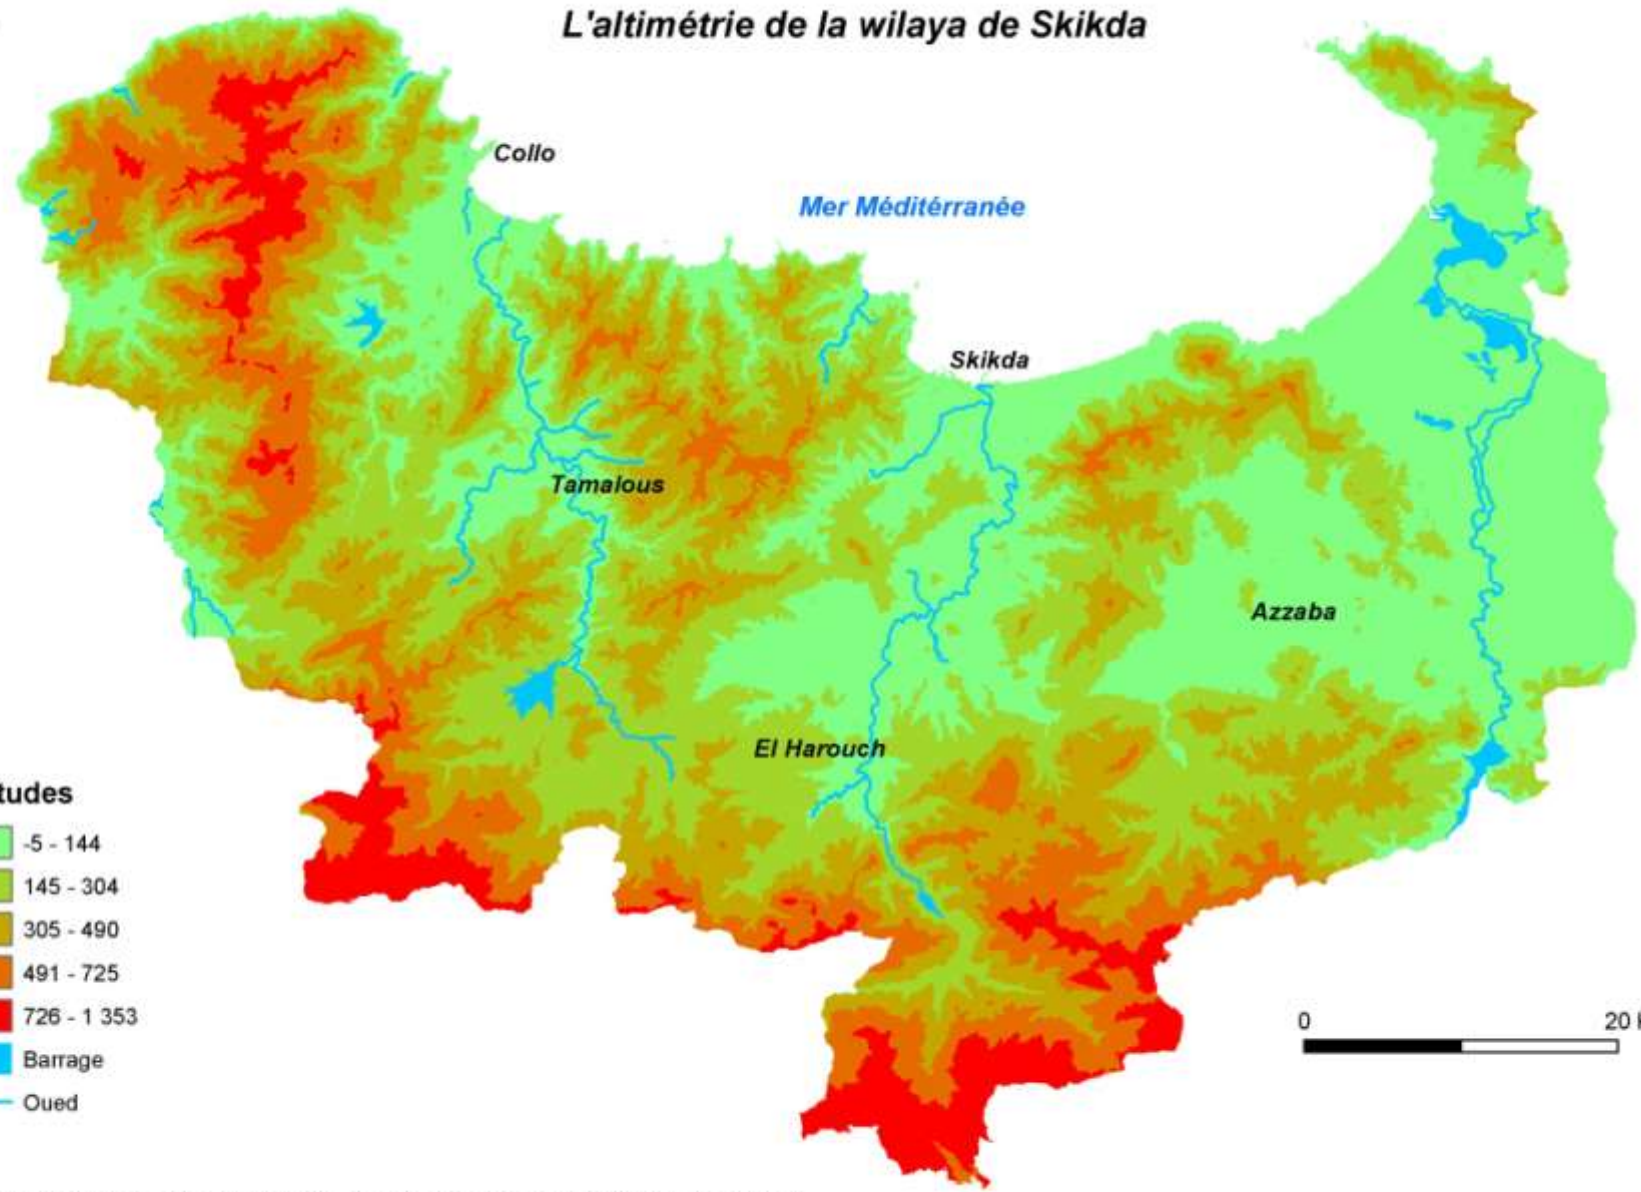 L'altimétrie de la wilaya de Skikda
Collo
Mer Méditérranée
Skikda
Tamalous
Azzaba
El Harouch
tudes
-5 - 144
145 - 304
305 - 490
491 - 725
726 - 1 353
Barrage
Oued
0 20